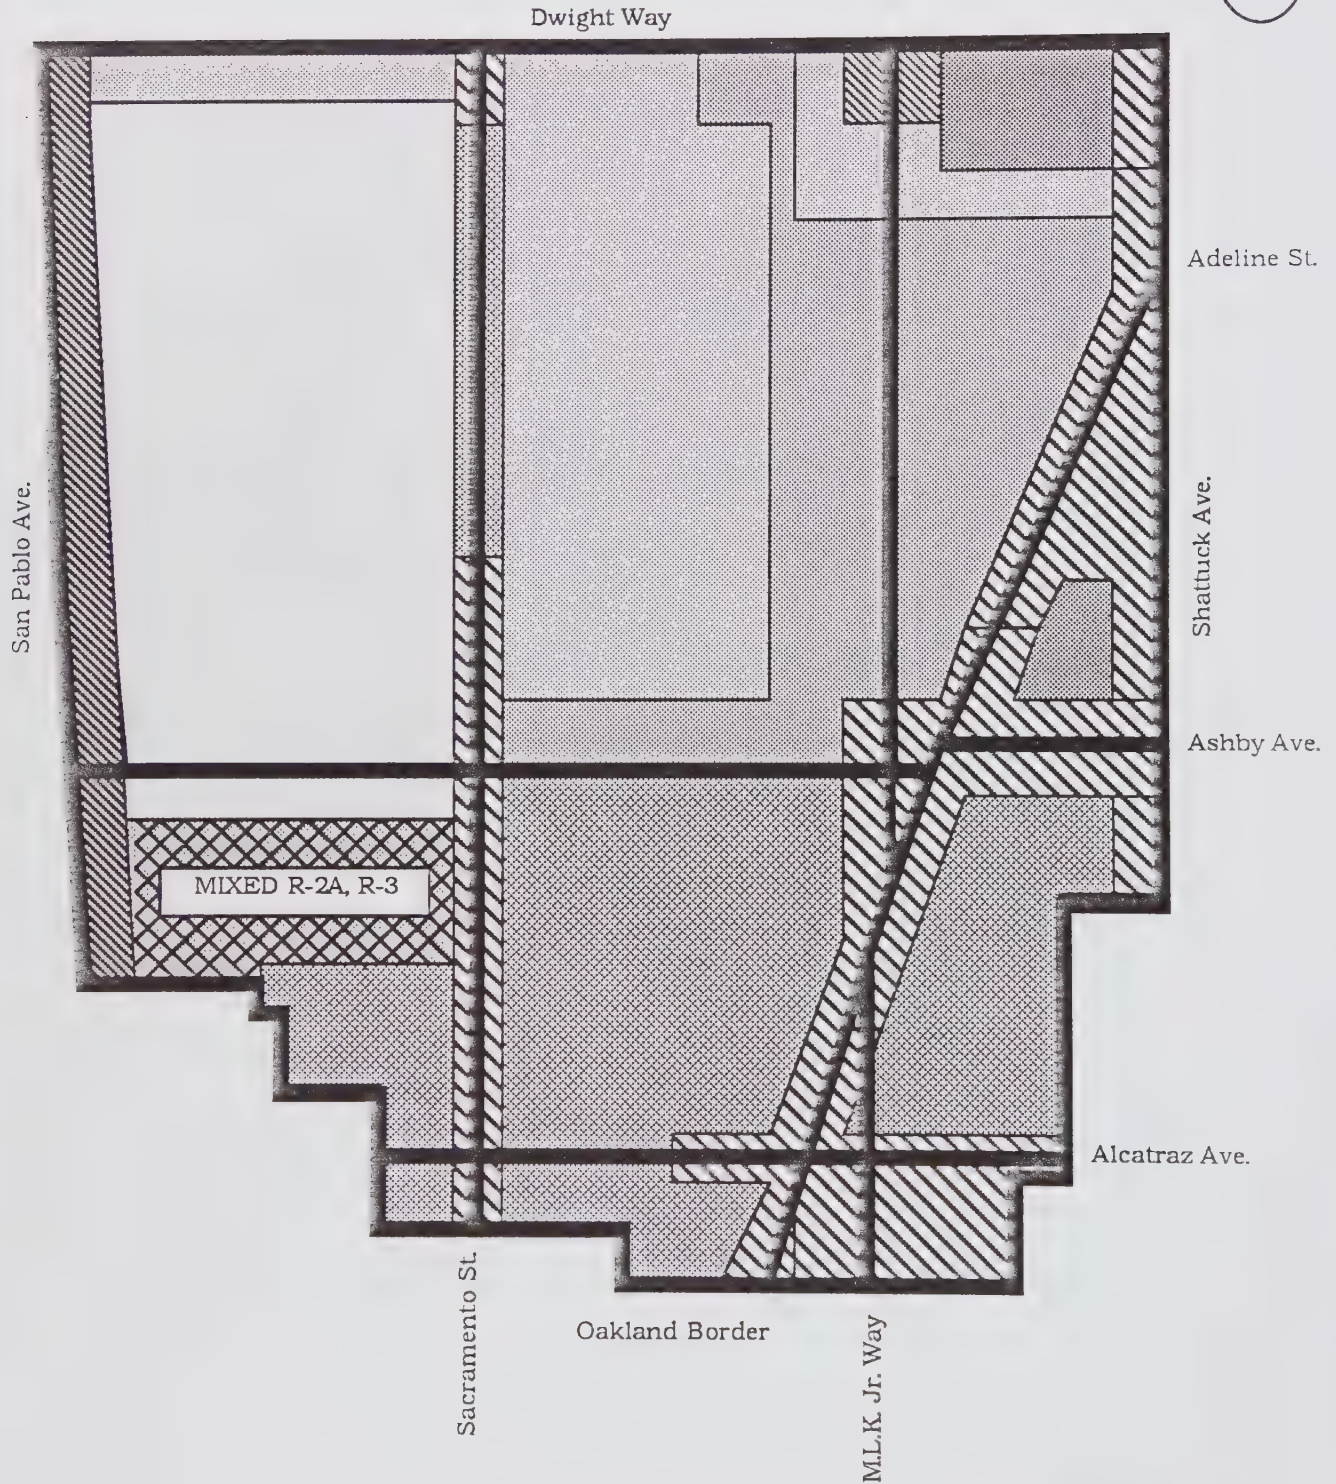 Dwight Way
Adeline St.
San Pablo Ave.
Shattuck Ave.
Ashby Ave.
MIXED R-2A, R-3
Alcatraz Ave.
Sacramento St.
Oakland Border
M.L.K. Jr. Way